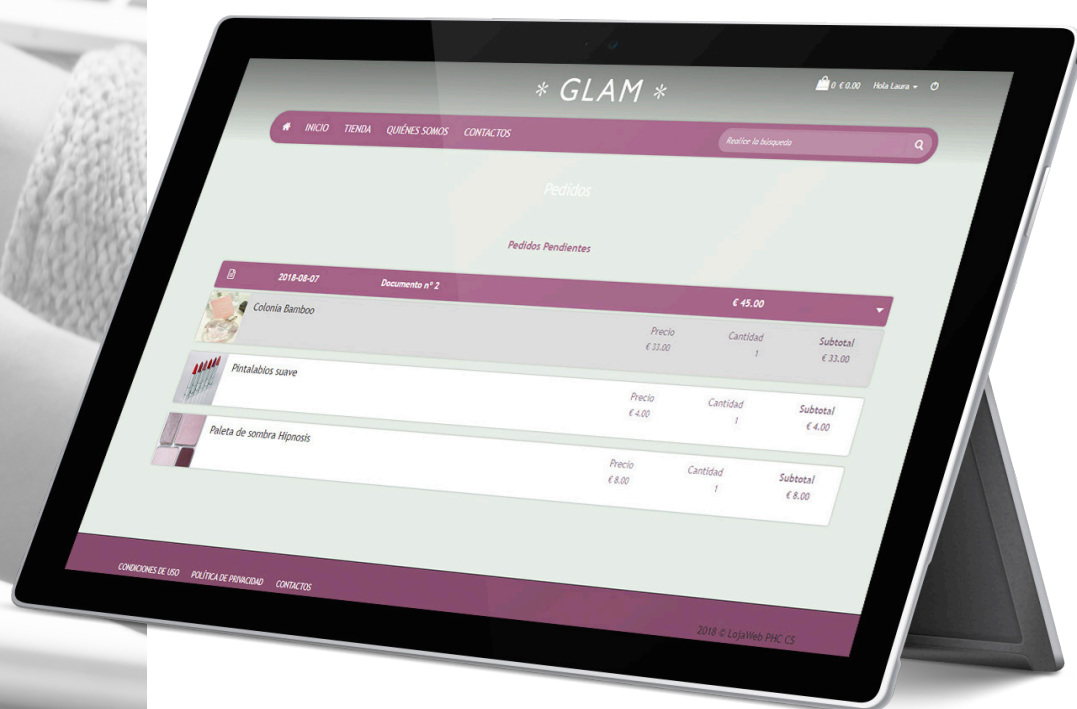 * GLAM *
0 € 0.00 Hola Laura
INICIO TIENDA QUIÉNES SOMOS CONTACTOS
Realice la búsqueda
Pedidos
Pedidos Pendientes
2018-08-07 Documento nº 2 € 45.00
Colonia Bamboo
Precio Cantidad Subtotal
€ 33.00 1 € 33.00
Pintalabios suave
Precio Cantidad Subtotal
€ 4.00 1 € 4.00
Paleta de sombra Hipnosis
Precio Cantidad Subtotal
€ 8.00 1 € 8.00
CONDICIONES DE USO POLÍTICA DE PRIVACIDAD CONTACTOS
2018 © LojaWeb PHC CS